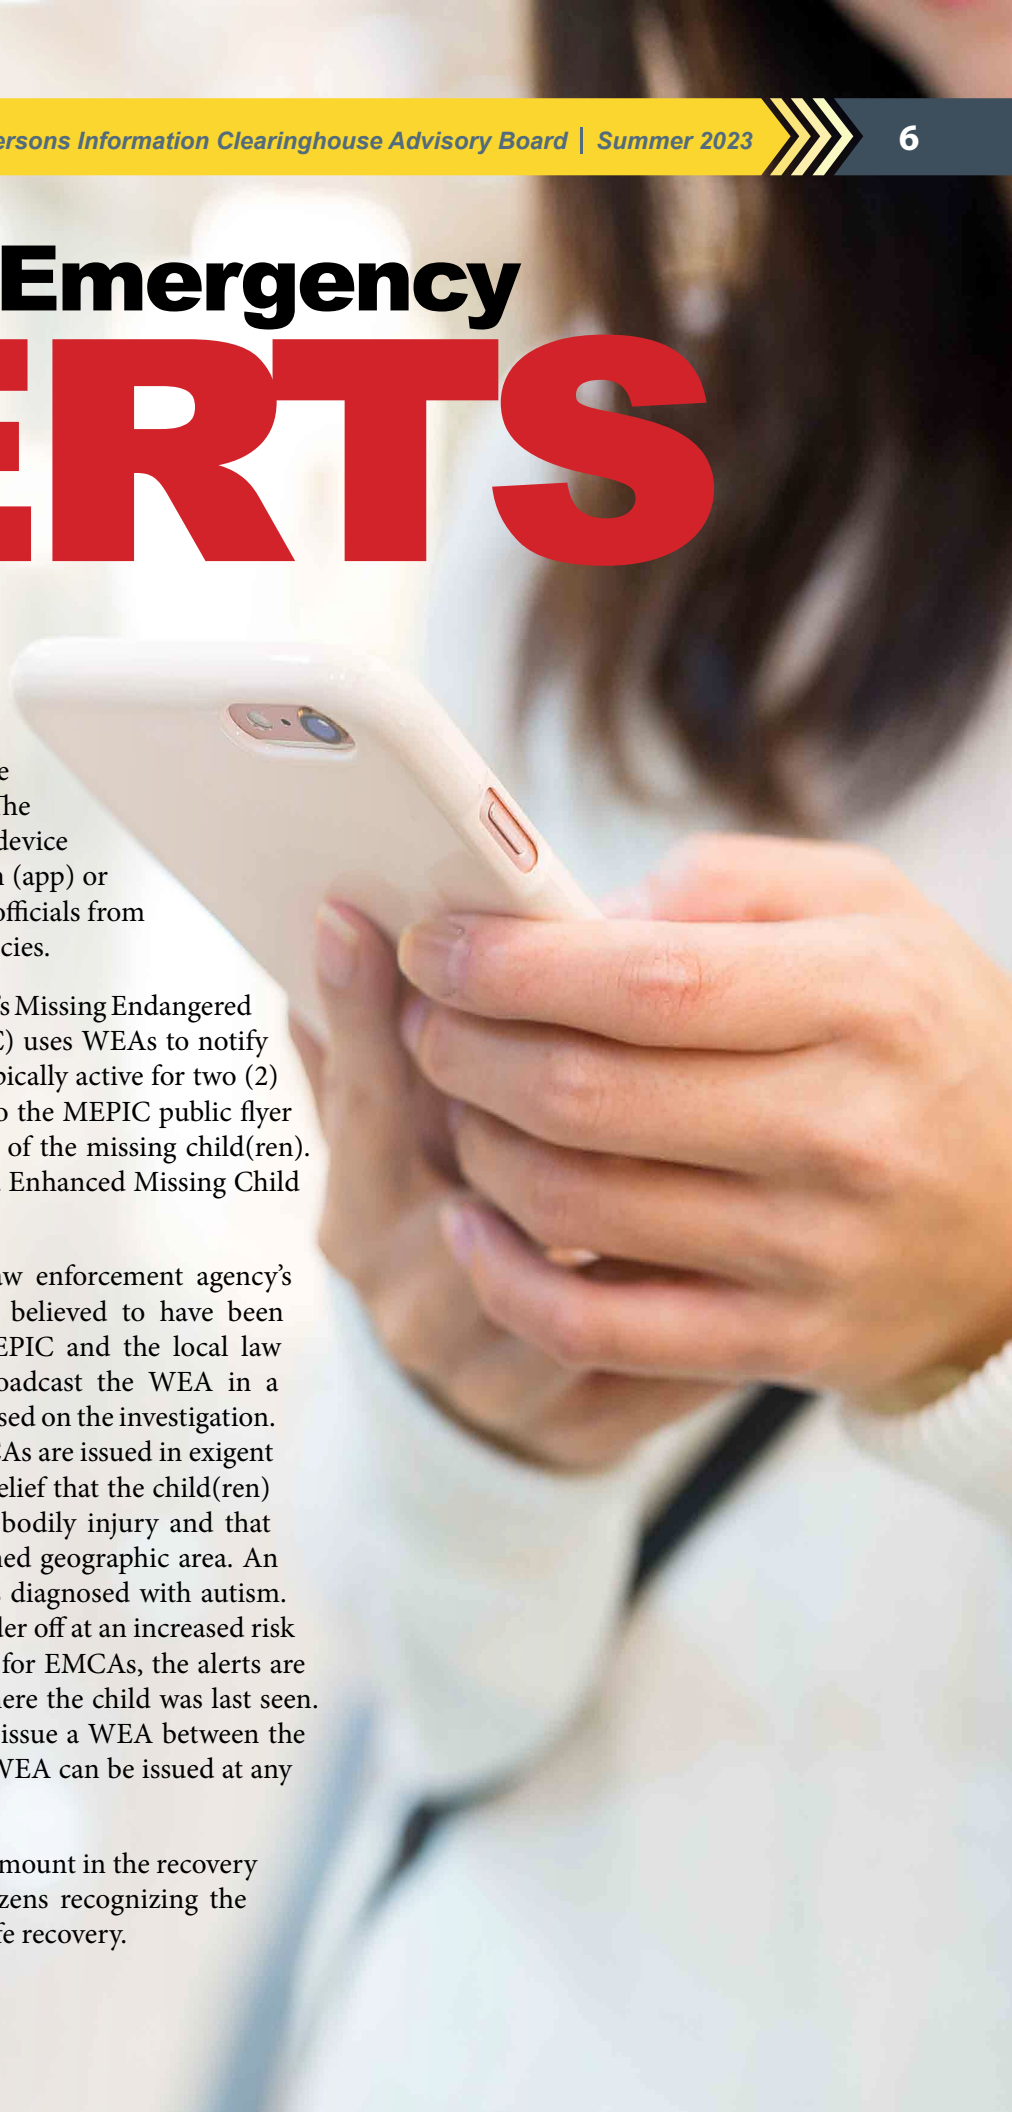 ersons Information Clearinghouse Advisory Board | Summer 2023
6
Emergency
ERTS
e
The
device
n (app) or
officials from
cies.
's Missing Endangered
C) uses WEAs to notify
pically active for two (2)
o the MEPIC public flyer
of the missing child(ren).
Enhanced Missing Child
aw enforcement agency's
believed to have been
EPIC and the local law
oadcast the WEA in a
sed on the investigation.
CAs are issued in exigent
elief that the child(ren)
bodily injury and that
ned geographic area. An
diagnosed with autism.
der off at an increased risk
for EMCAs, the alerts are
here the child was last seen.
issue a WEA between the
WEA can be issued at any
mount in the recovery
zens recognizing the
fe recovery.